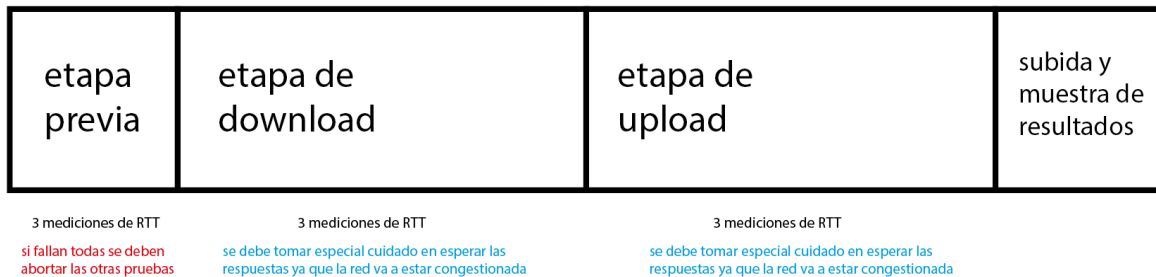 etapa
previa
etapa de
download
etapa de
upload
subida y
muestra de
resultados
3 mediciones de RTT
si fallan todas se deben
abortar las otras pruebas
3 mediciones de RTT
se debe tomar especial cuidado en esperar las
respuestas ya que la red va a estar congestionada
3 mediciones de RTT
se debe tomar especial cuidado en esperar las
respuestas ya que la red va a estar congestionada